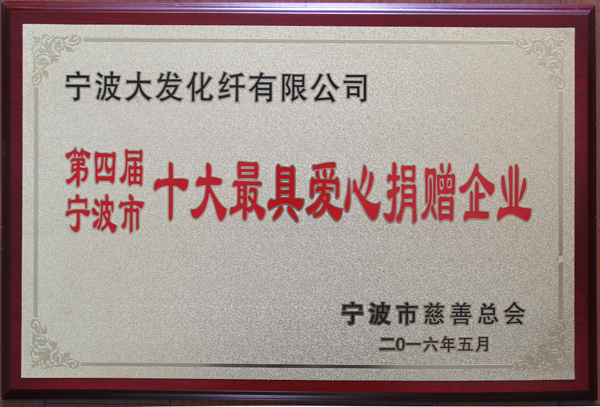 宁波大发化纤有限公司
第四届
宁波市
十大最具爱心捐赠企业
宁波市慈善总会
二0一六年五月